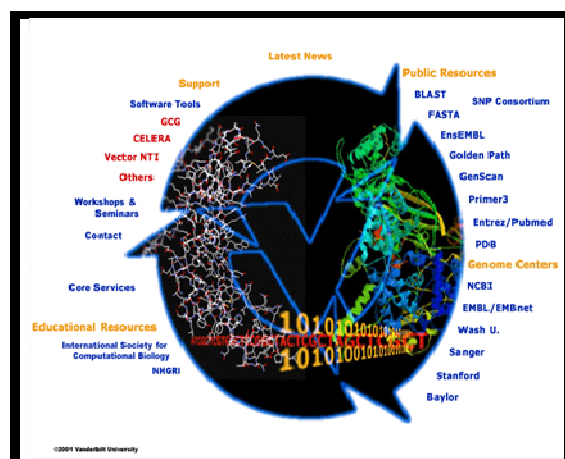 Latest News
Support
Software Tools
GCG
CELERA
Vector NTI
Others
Workshops &
Seminars
Contact
Core Services
Educational Resources
International Society for
Computational Biology
NHGRI
Public Resources
BLAST
SNP Consortium
FASTA
EnsEMBL
Golden Path
GenScan
Primer3
Entrez/Pubmed
PDB
Genome Centers
NCBI
EMBL/EMBnet
Wash U.
Sanger
Stanford
Baylor
©2001 Vanderbilt University